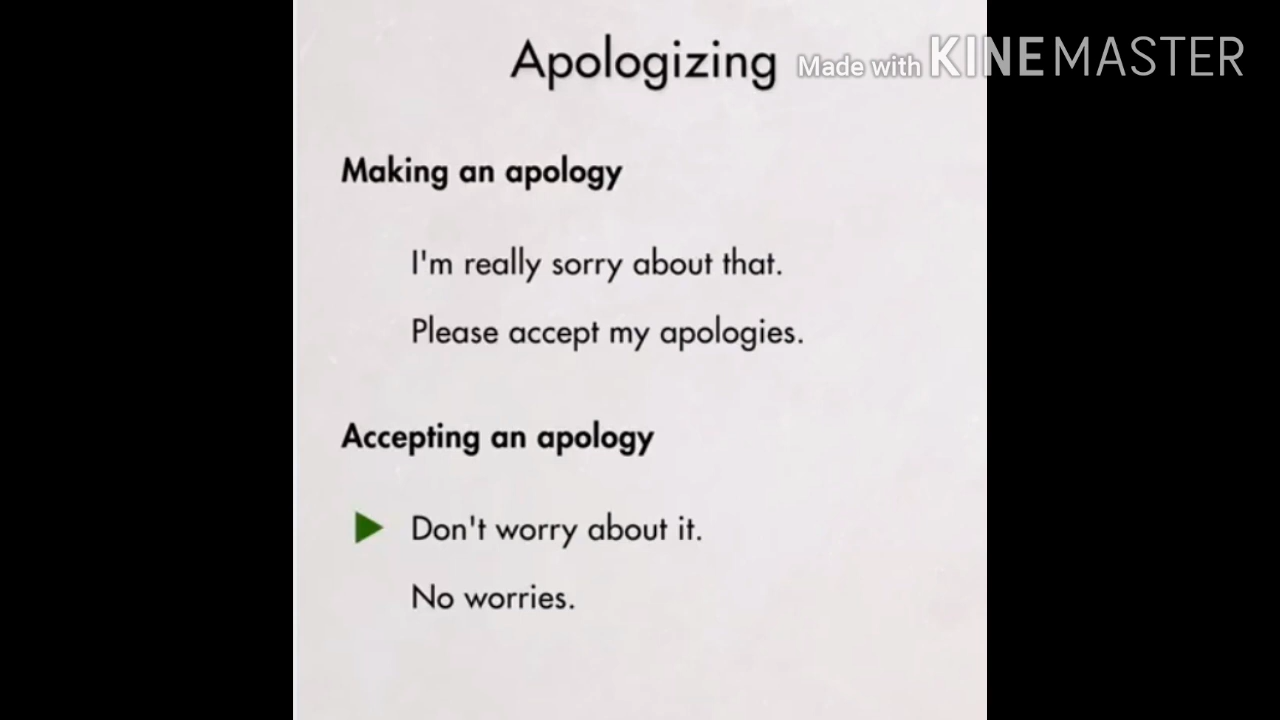 Apologizing
Made with KINEMASTER
Making an apology
I'm really sorry about that.
Please accept my apologies.
Accepting an apology
Don't worry about it.
No worries.